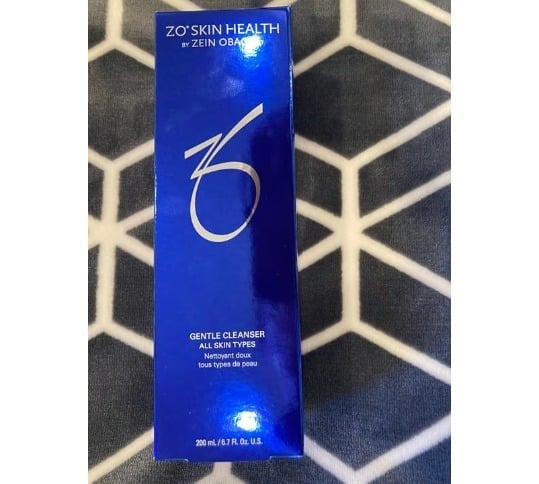 ZO® SKIN HEALTH
BY ZEIN
GENTLE CLEANSER
ALL SKIN TYPES
Nettoyant doux
tous types de peau
200 mL / 6.7 Fl. Oz. U.S.